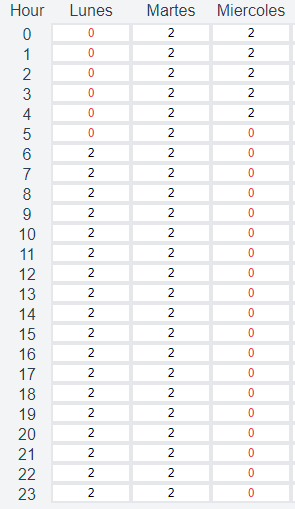 Hour Lunes Martes Miercoles
0 0 2 2
1 0 2 2
2 0 2 2
3 0 2 2
4 0 2 2
5 0 2 0
6 2 2 0
7 2 2 0
8 2 2 0
9 2 2 0
10 2 2 0
11 2 2 0
12 2 2 0
13 2 2 0
14 2 2 0
15 2 2 0
16 2 2 0
17 2 2 0
18 2 2 0
19 2 2 0
20 2 2 0
21 2 2 0
22 2 2 0
23 2 2 0